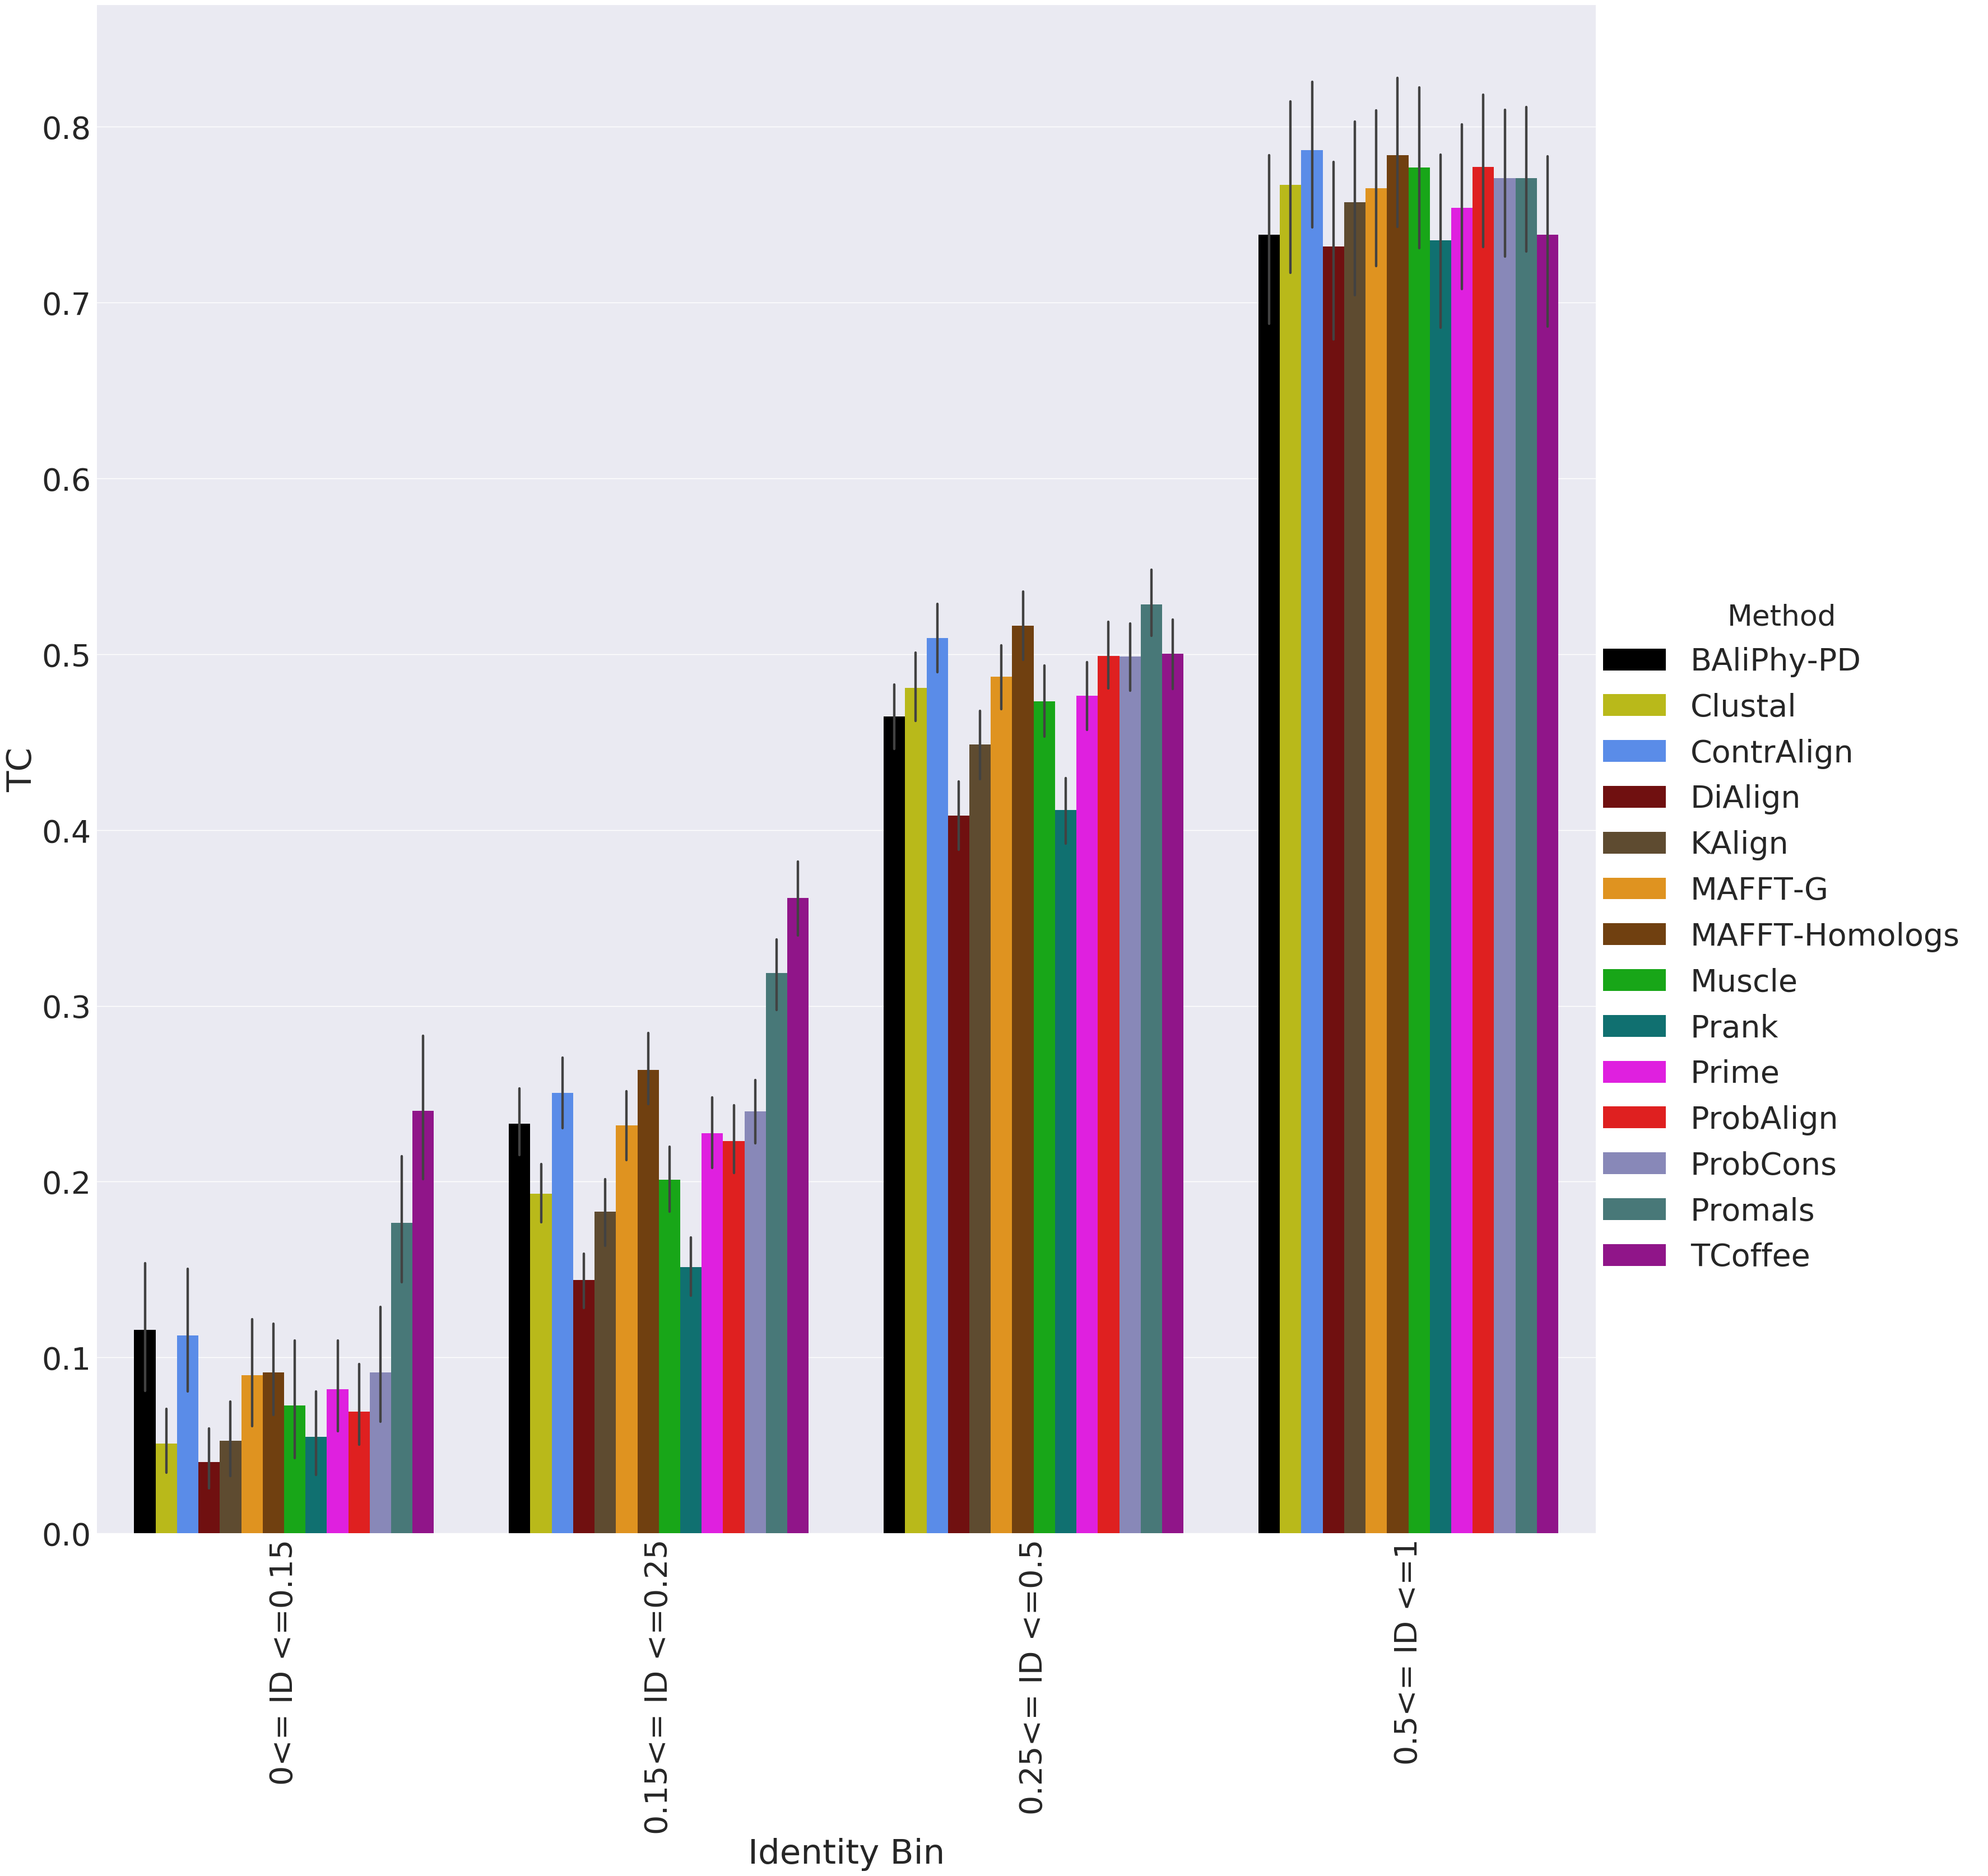 TC
0.8
0.7
0.6
0.5
0.4
0.3
0.2
0.1
0.0
0<= ID <=0.15
0.15<= ID <=0.25
0.25<= ID <=0.5
0.5<= ID <=1
Identity Bin
Method
BAliPhy-PD
Clustal
ContrAlign
DiAlign
KAlign
MAFFT-G
MAFFT-Homologs
Muscle
Prank
Prime
ProbAlign
ProbCons
Promals
TCoffee